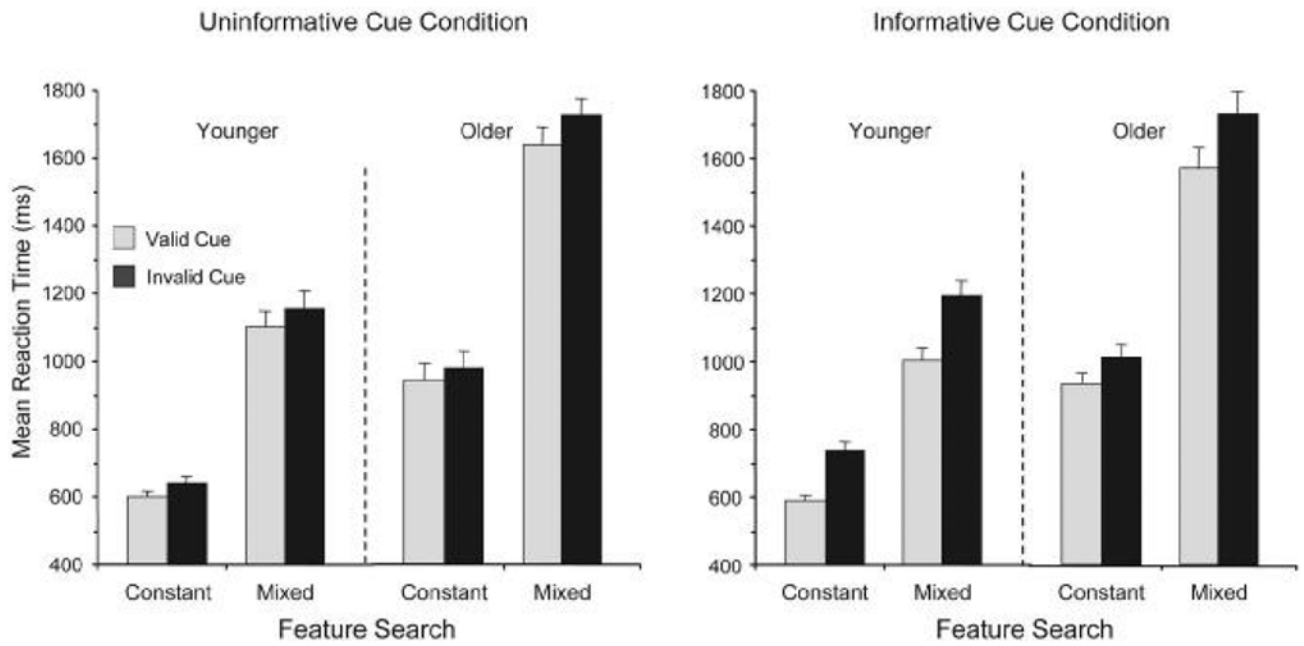 Uninformative Cue Condition
Mean Reaction Time (ms)
1800
1600
1400
1200
1000
800
600
400
Younger
Older
Valid Cue
Invalid Cue
Constant
Mixed
Constant
Mixed
Feature Search
Informative Cue Condition
1800
1600
1400
1200
1000
800
600
400
Younger
Older
Constant
Mixed
Constant
Mixed
Feature Search